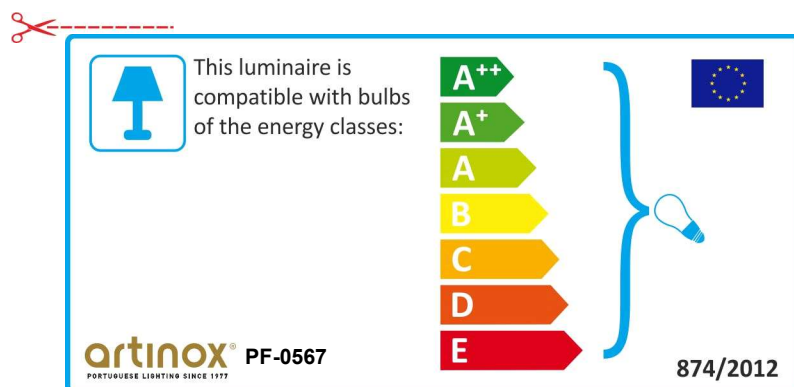 This luminaire is
compatible with bulbs
of the energy classes:
A++
A+
A
B
C
D
E
artinox® PF-0567
PORTUGUESE LIGHTING SINCE 1977
874/2012